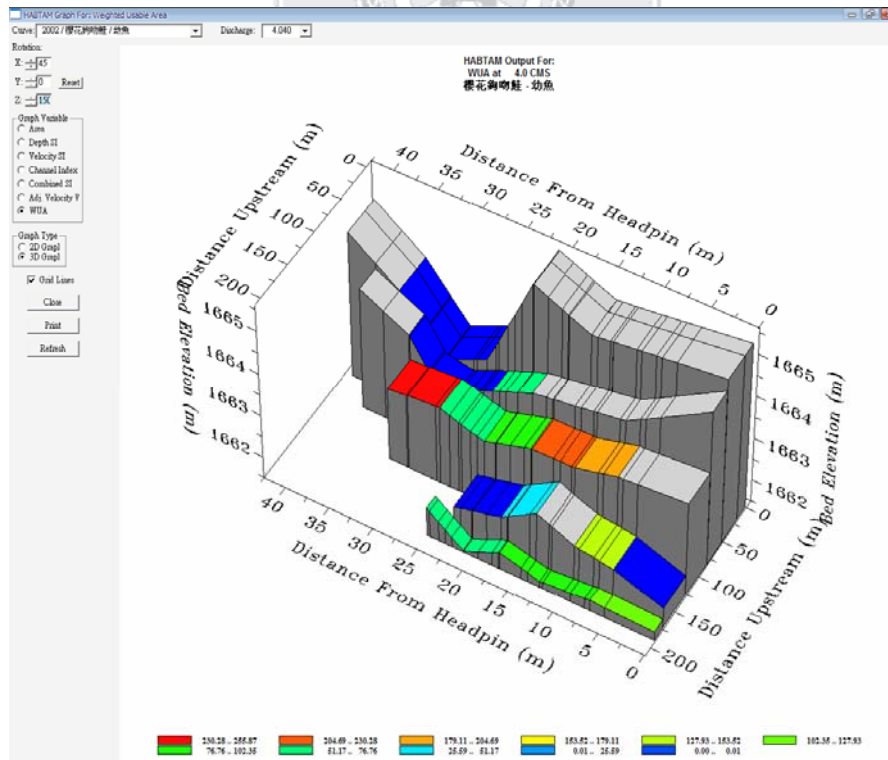 HABTAM Graph For: Weighted Usable Area
Curve: 2002 / 櫻花鉤吻鮭 / 幼魚
Discharge: 4.040
Rotation:
X: 45
Y: 0 Reset
Z: 150
Graph Variable
Area
Depth SI
Velocity SI
Channel Index
Combined SI
Adj. Velocity V
WUA
Graph Type
2D Grapl
3D Grapl
Grid Lines
Close
Print
Refresh
HABTAM Output For:
WUA at 4.0 CMS
櫻花鉤吻鮭 - 幼魚
Distance From Headpin (m)
40 35 30 25 20 15 10 5 0
Distance Upstream (m)
0 50 100 150 200
Bed Elevation (m)
1665 1664 1663 1662
Bed Elevation (m)
1665 1664 1663 1662
Distance Upstream (m)
0 50 100 150 200
Distance From Headpin (m)
40 35 30 25 20 15 10 5 0
230.28 .. 255.87 204.69 .. 230.28 179.11 .. 204.69 153.52 .. 179.11 127.93 .. 153.52 102.35 .. 127.93
76.76 .. 102.35 51.17 .. 76.76 25.59 .. 51.17 0.01 .. 25.59 0.00 .. 0.01